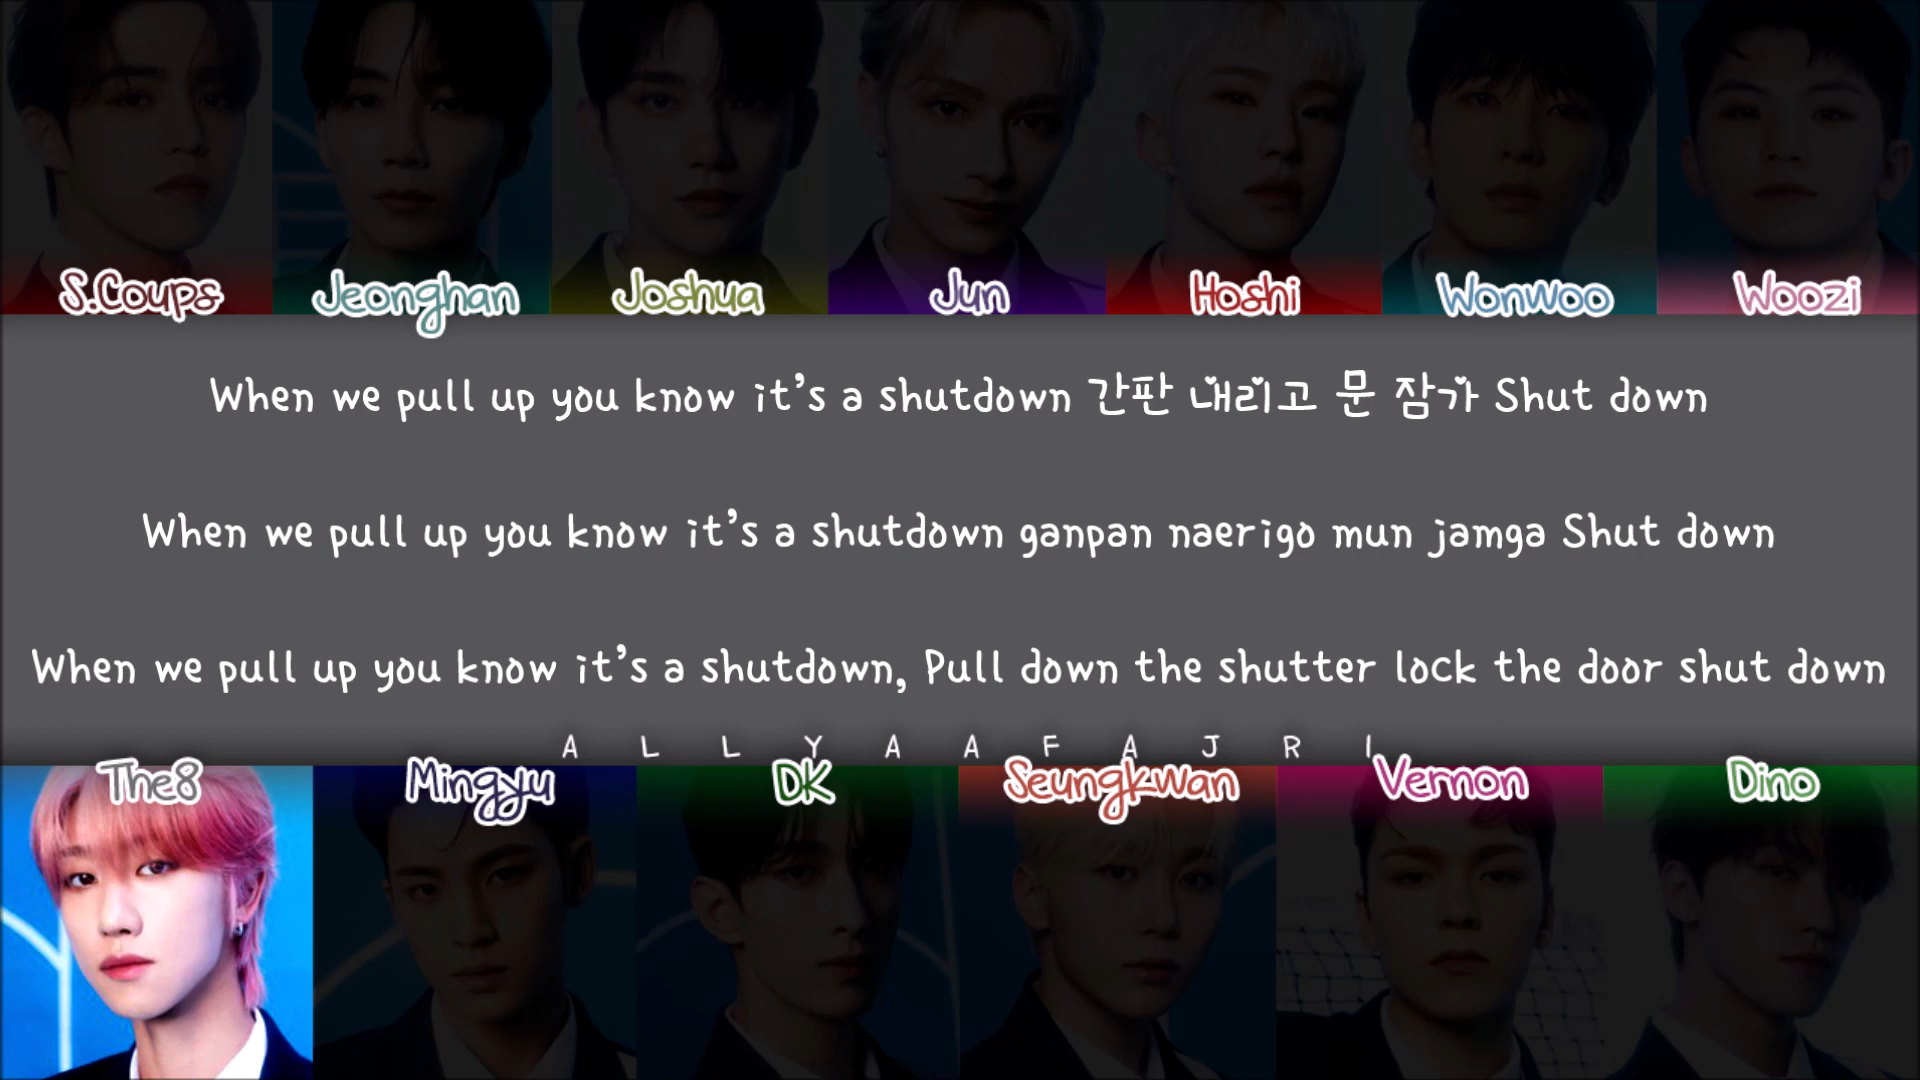 S.Coups Jeonghan Joshua Jun Hoshi Wonwoo Woozi
When we pull up you know it's a shutdown 간판 내리고 문 잠가 Shut down
When we pull up you know it's a shutdown ganpan naerigo mun jamga Shut down
When we pull up you know it's a shutdown, Pull down the shutter lock the door shut down
A L L Y A A F A J R I
The8 Mingyu DK Seungkwan Vernon Dino